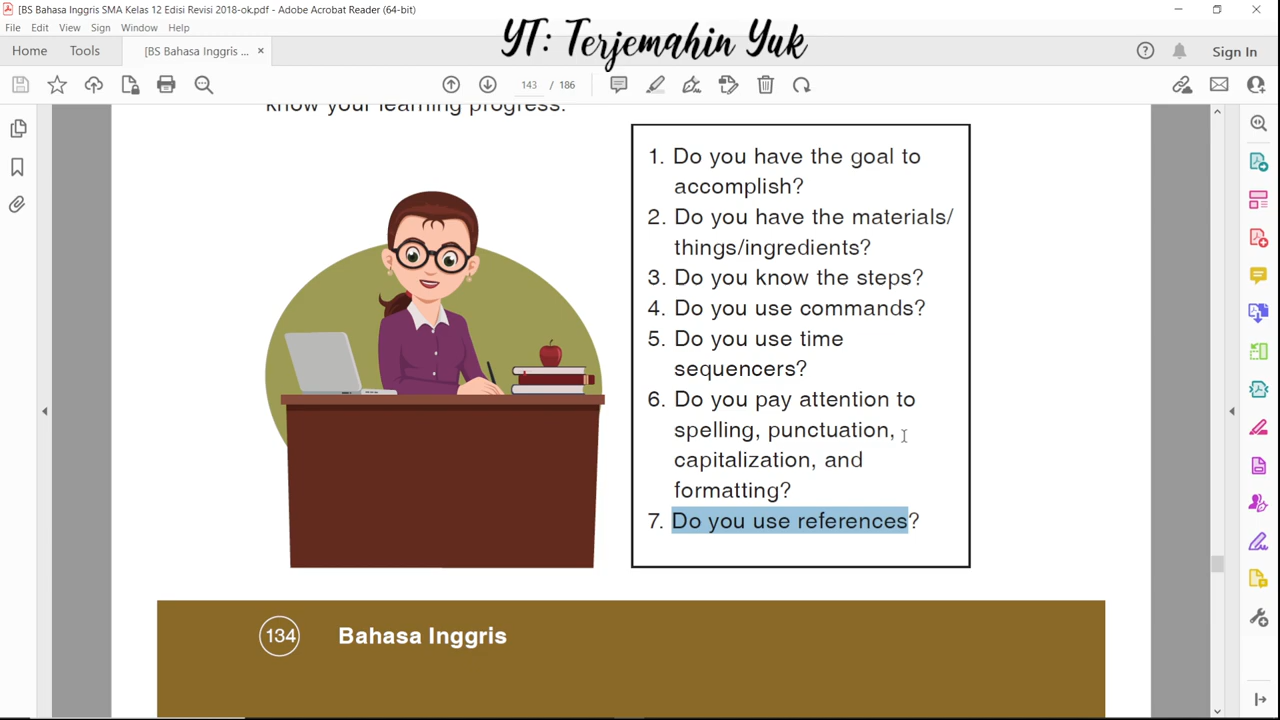 [BS Bahasa Inggris SMA Kelas 12 Edisi Revisi 2018-ok.pdf - Adobe Acrobat Reader (64-bit)
File Edit View Sign Window Help
YT: Terjemahin Yuk
Home Tools [BS Bahasa Inggris ... × Sign In
143 / 186
know your learning progress.
1. Do you have the goal to
accomplish?
2. Do you have the materials/
things/ingredients?
3. Do you know the steps?
4. Do you use commands?
5. Do you use time
sequencers?
6. Do you pay attention to
spelling, punctuation,
capitalization, and
formatting?
7. Do you use references?
134 Bahasa Inggris